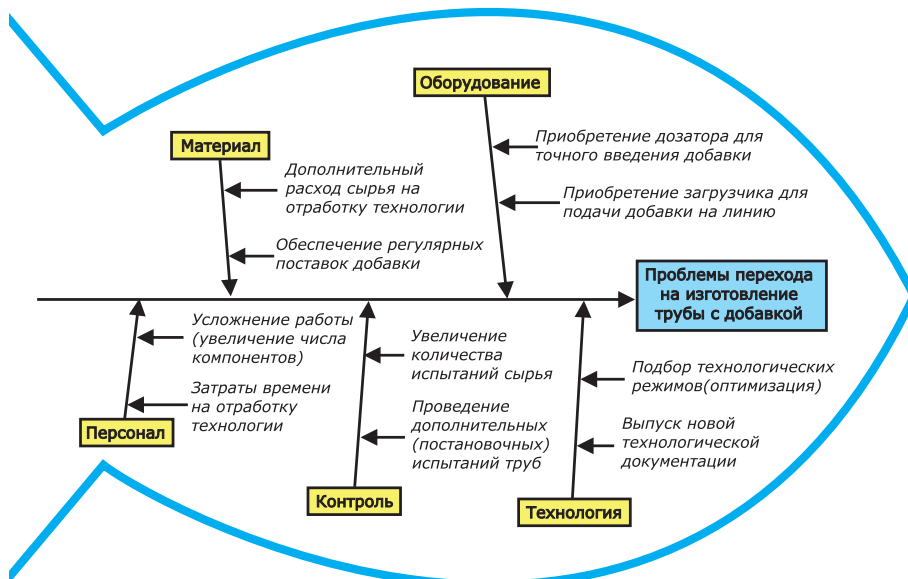 Оборудование
Приобретение дозатора для
точного введения добавки
Приобретение загрузчика для
подачи добавки на линию
Материал
Дополнительный
расход сырья на
отработку технологии
Обеспечение регулярных
поставок добавки
Проблемы перехода
на изготовление
трубы с добавкой
Усложнение работы
(увеличение числа
компонентов)
Затраты времени
на отработку
технологии
Персонал
Увеличение
количества
испытаний сырья
Проведение
дополнительных
(постановочных)
испытаний труб
Контроль
Подбор технологических
режимов(оптимизация)
Выпуск новой
технологической
документации
Технология